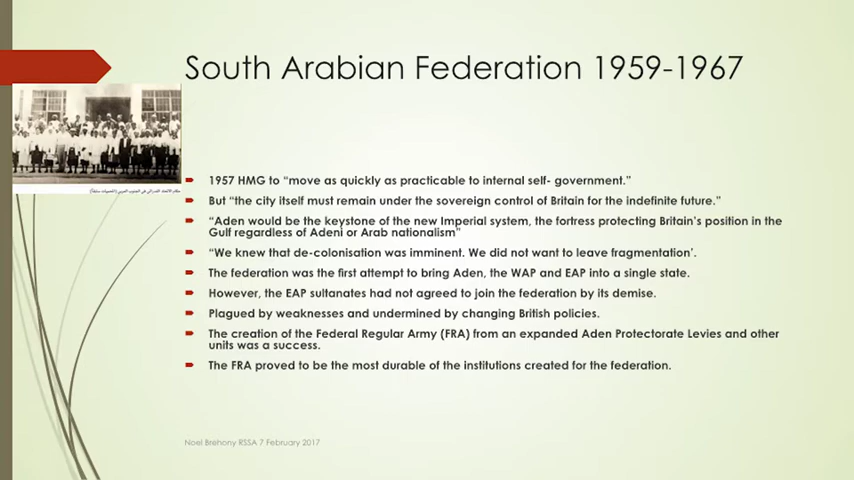 South Arabian Federation 1959-1967
1957 HMG to “move as quickly as practicable to internal self- government.”
But “the city itself must remain under the sovereign control of Britain for the indefinite future.”
“Aden would be the keystone of the new Imperial system, the fortress protecting Britain’s position in the
Gulf regardless of Adeni or Arab nationalism”
“We knew that de-colonisation was imminent. We did not want to leave fragmentation’.
The federation was the first attempt to bring Aden, the WAP and EAP into a single state.
However, the EAP sultanates had not agreed to join the federation by its demise.
Plagued by weaknesses and undermined by changing British policies.
The creation of the Federal Regular Army (FRA) from an expanded Aden Protectorate Levies and other
units was a success.
The FRA proved to be the most durable of the institutions created for the federation.
Noel Brehony RSSA 7 February 2017